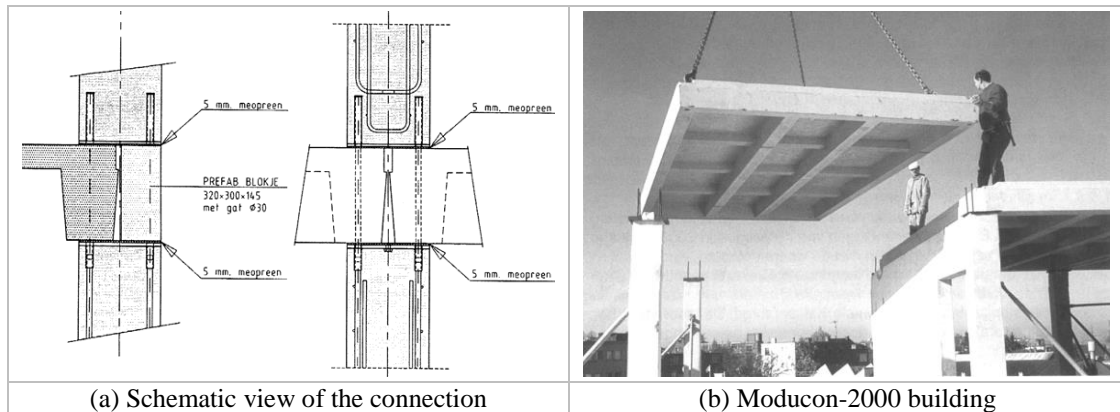 5 mm. meopreen
5 mm. meopreen
PREFAB BLOKJE
320×300×145
met gat Ø30
5 mm. meopreen
5 mm. meopreen
(a) Schematic view of the connection
(b) Moducon-2000 building